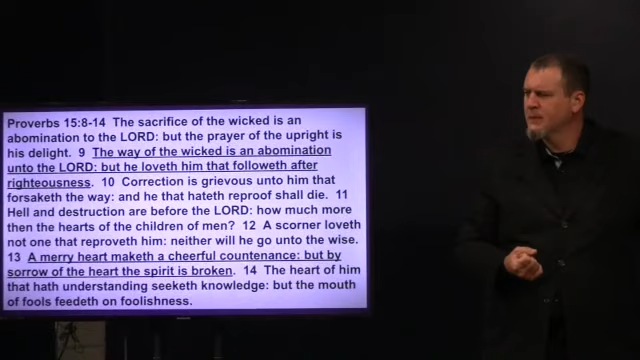 Proverbs 15:8-14  The sacrifice of the wicked is an
abomination to the LORD: but the prayer of the upright is
his delight.  9  The way of the wicked is an abomination
unto the LORD: but he loveth him that followeth after
righteousness.  10  Correction is grievous unto him that
forsaketh the way: and he that hateth reproof shall die.  11
Hell and destruction are before the LORD: how much more
then the hearts of the children of men?  12  A scorner loveth
not one that reproveth him: neither will he go unto the wise.
13  A merry heart maketh a cheerful countenance: but by
sorrow of the heart the spirit is broken.  14  The heart of him
that hath understanding seeketh knowledge: but the mouth
of fools feedeth on foolishness.